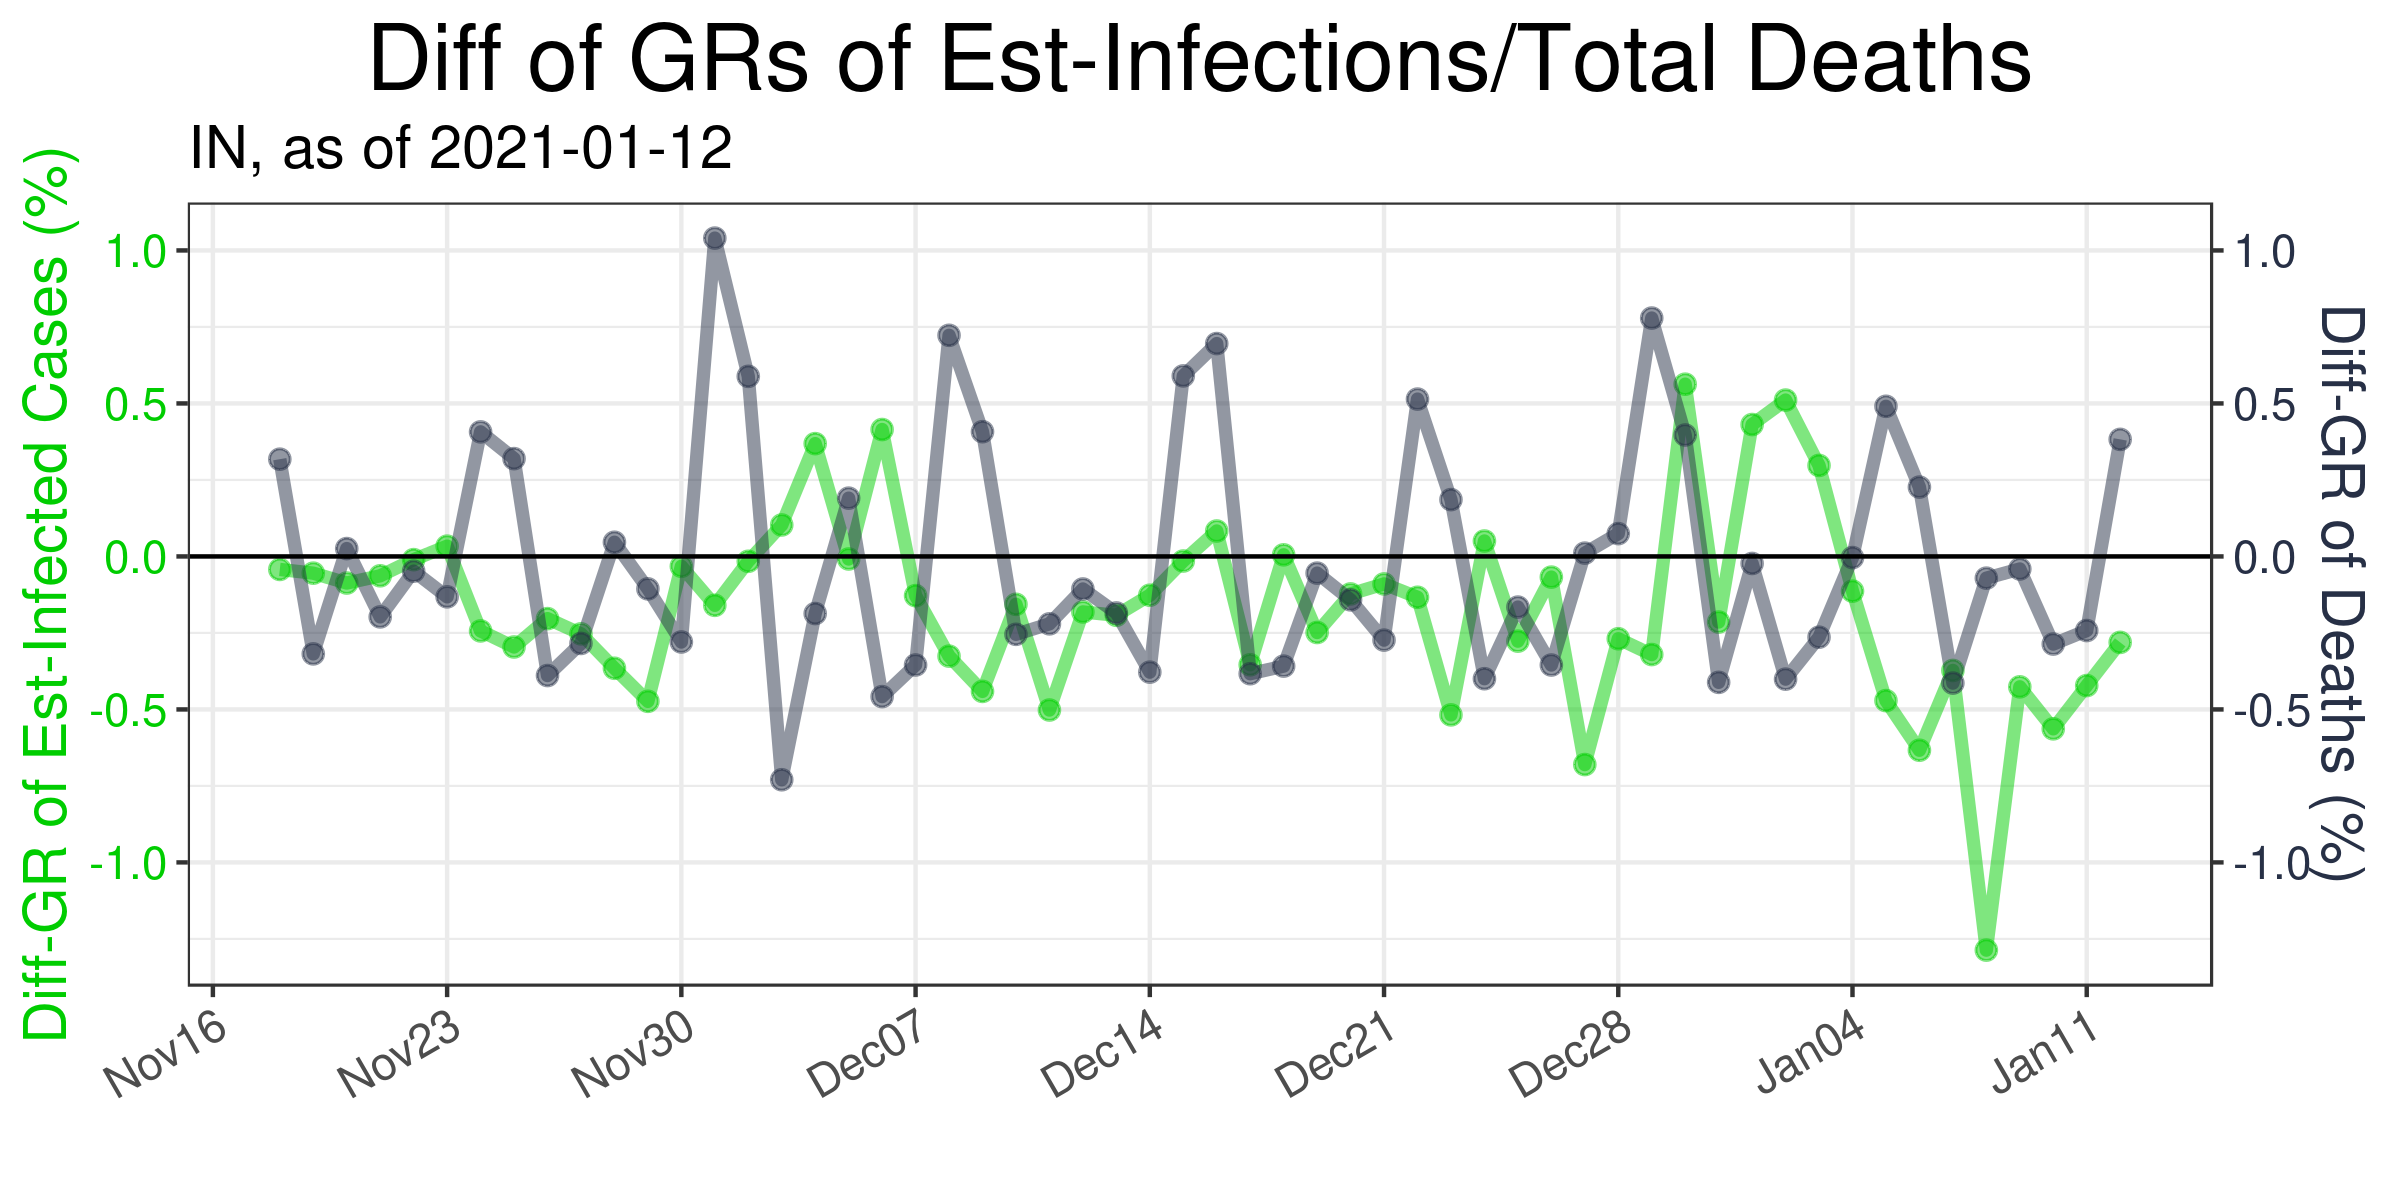 Diff of GRs of Est-Infections/Total Deaths
IN, as of 2021-01-12
Diff-GR of Est-Infected Cases (%)
1.0
0.5
0.0
-0.5
-1.0
1.0
0.5
0.0
-0.5
-1.0
Diff-GR of Deaths (%)
Nov16
Nov23
Nov30
Dec07
Dec14
Dec21
Dec28
Jan04
Jan11